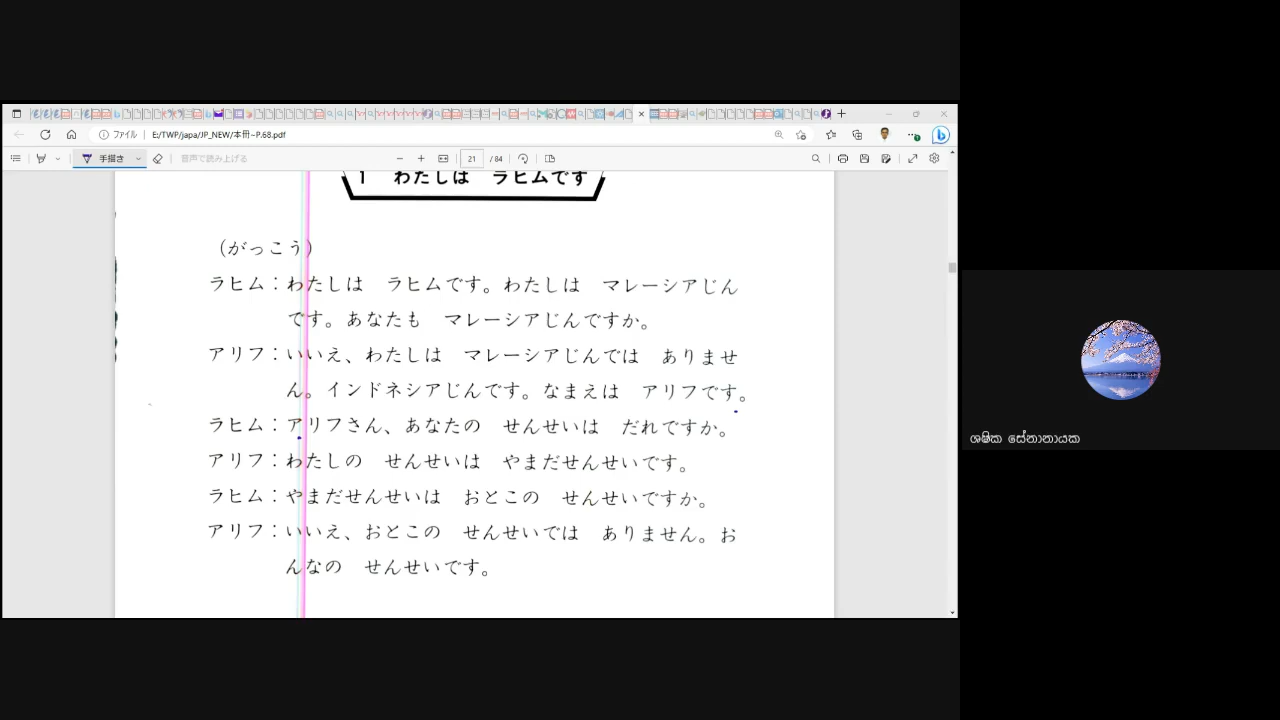 ファイル
E:/TWP/japa/JP_NEW/本冊~P.68.pdf
手描き
音声で読み上げる
21
/ 84
1 わたしは ラヒムです
(がっこう)
ラヒム:わたしは ラヒムです。わたしは マレーシアじん
です。あなたも マレーシアじんですか。
アリフ:いいえ、わたしは マレーシアじんでは ありませ
ん。インドネシアじんです。なまえは アリフです。
ラヒム:アリフさん、あなたの せんせいは だれですか。
アリフ:わたしの せんせいは やまだせんせいです。
ラヒム:やまだせんせいは おとこの せんせいですか。
アリフ:いいえ、おとこの せんせいでは ありません。お
んなの せんせいです。
ශෂික සේනානායක